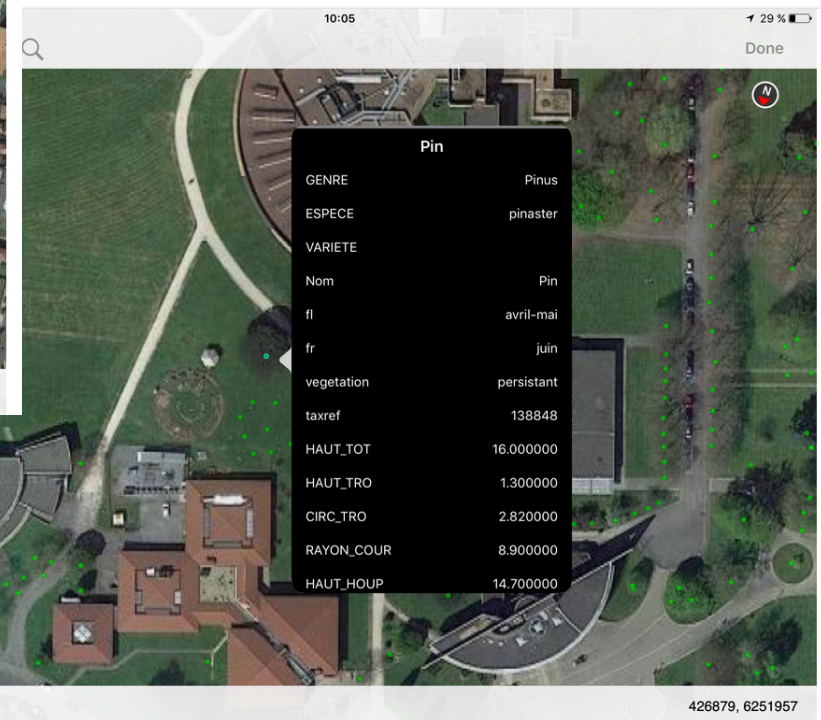 10:05
29 %
Done
N
Pin
GENRE Pinus
ESPECE pinaster
VARIETE
Nom Pin
fl avril-mai
fr juin
vegetation persistant
taxref 138848
HAUT_TOT 16.000000
HAUT_TRO 1.300000
CIRC_TRO 2.820000
RAYON_COUR 8.900000
HAUT_HOUP 14.700000
426879, 6251957